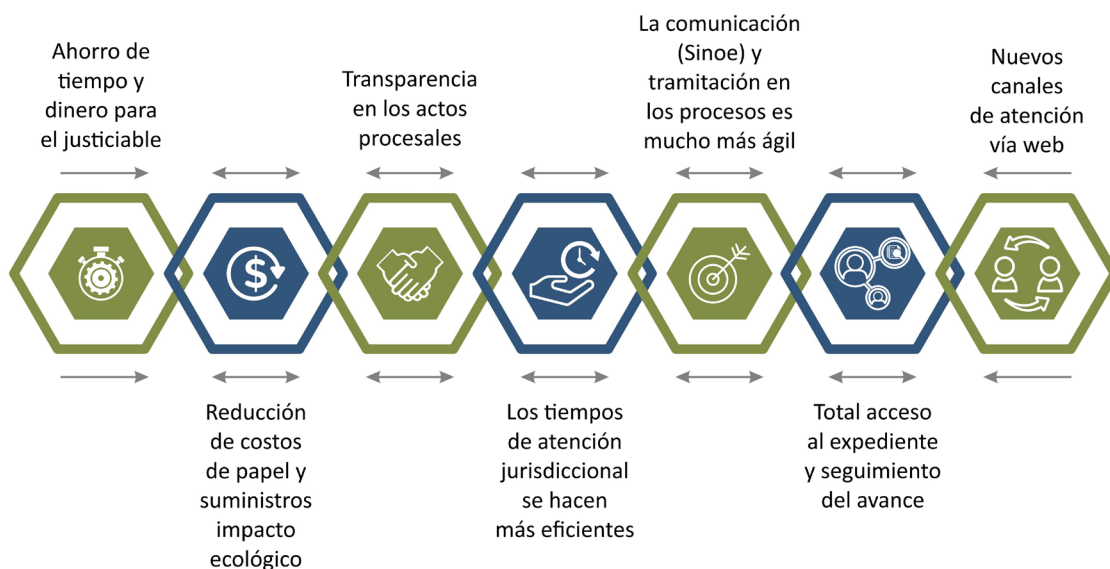 Ahorro de
tiempo y
dinero para
el justiciable
Reducción
de costos
de papel y
suministros
impacto
ecológico
Transparencia
en los actos
procesales
Los tiempos
de atención
jurisdiccional
se hacen
más eficientes
La comunicación
(Sinoe) y
tramitación en
los procesos es
mucho más ágil
Total acceso
al expediente
y seguimiento
del avance
Nuevos
canales
de atención
vía web
$